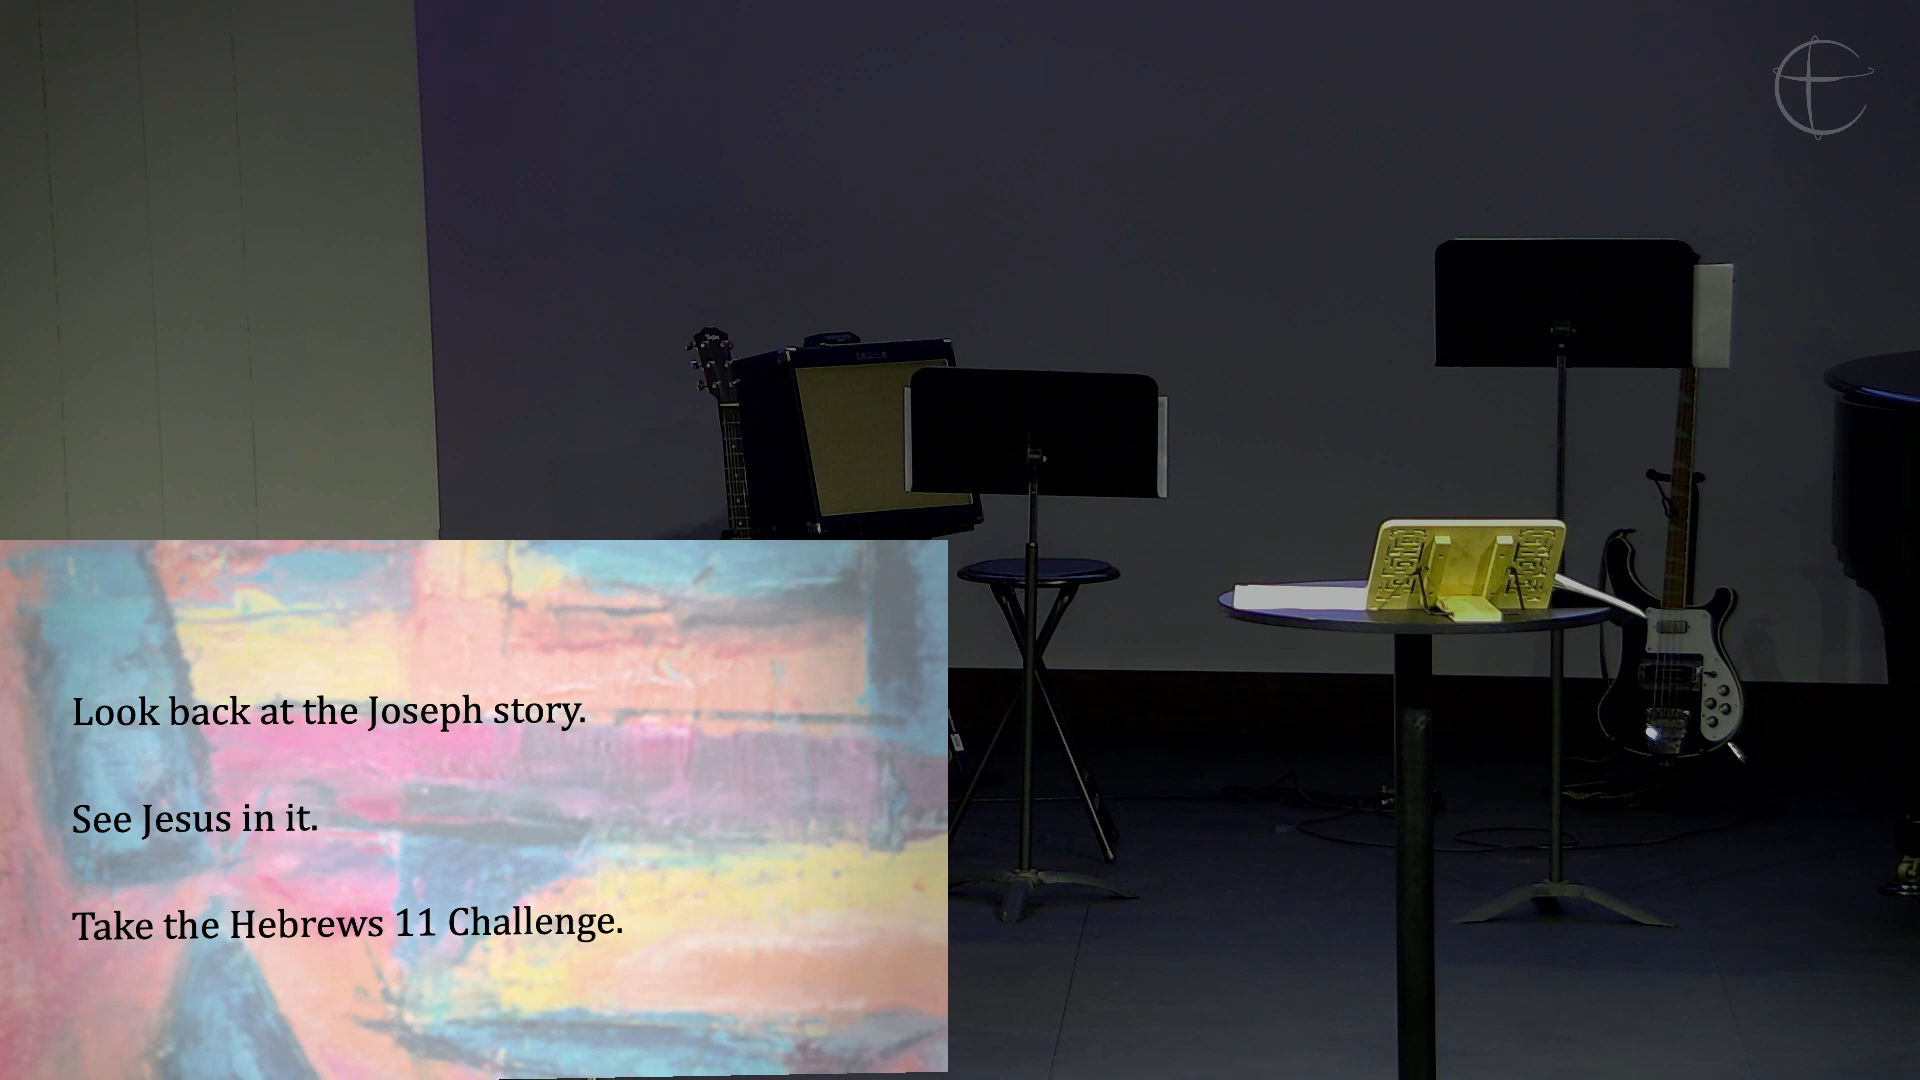 Look back at the Joseph story.
See Jesus in it.
Take the Hebrews 11 Challenge.